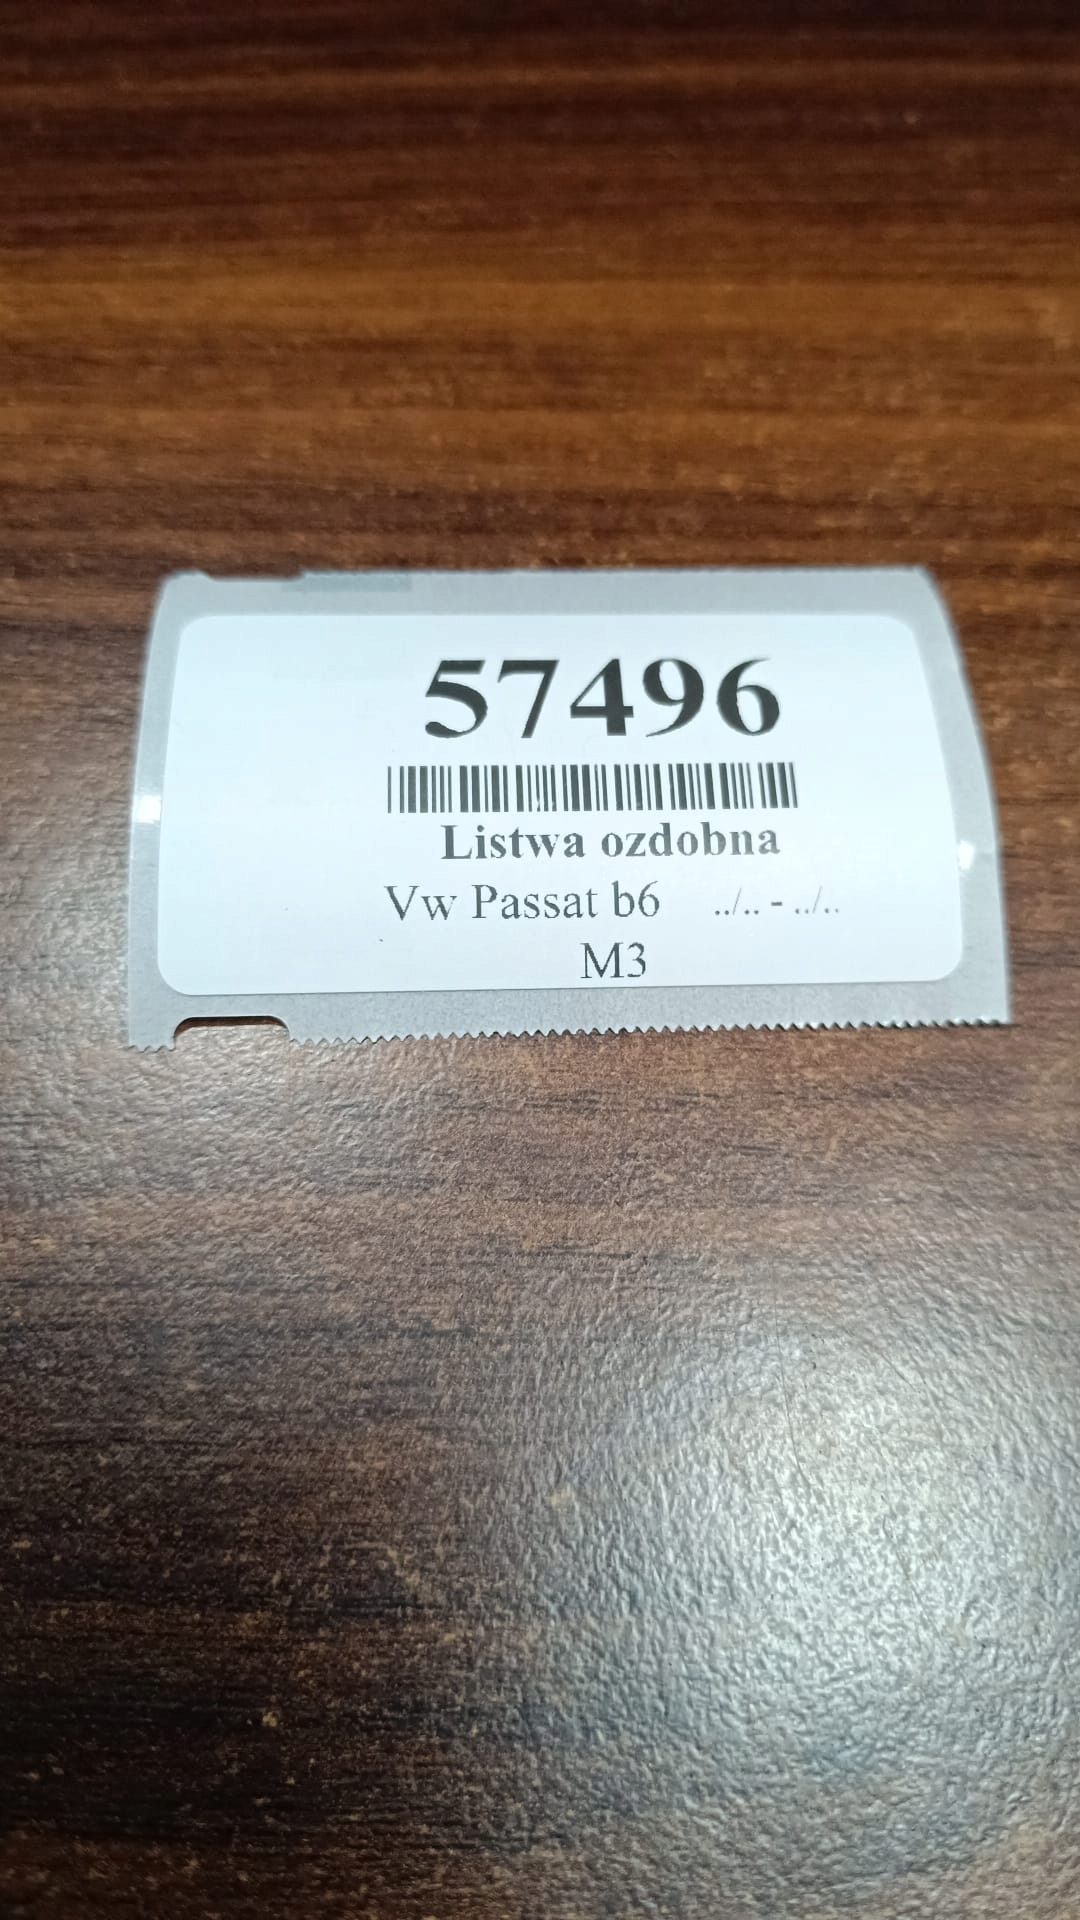 57496
Listwa ozdobna
Vw Passat b6 ../.. - ../..
M3